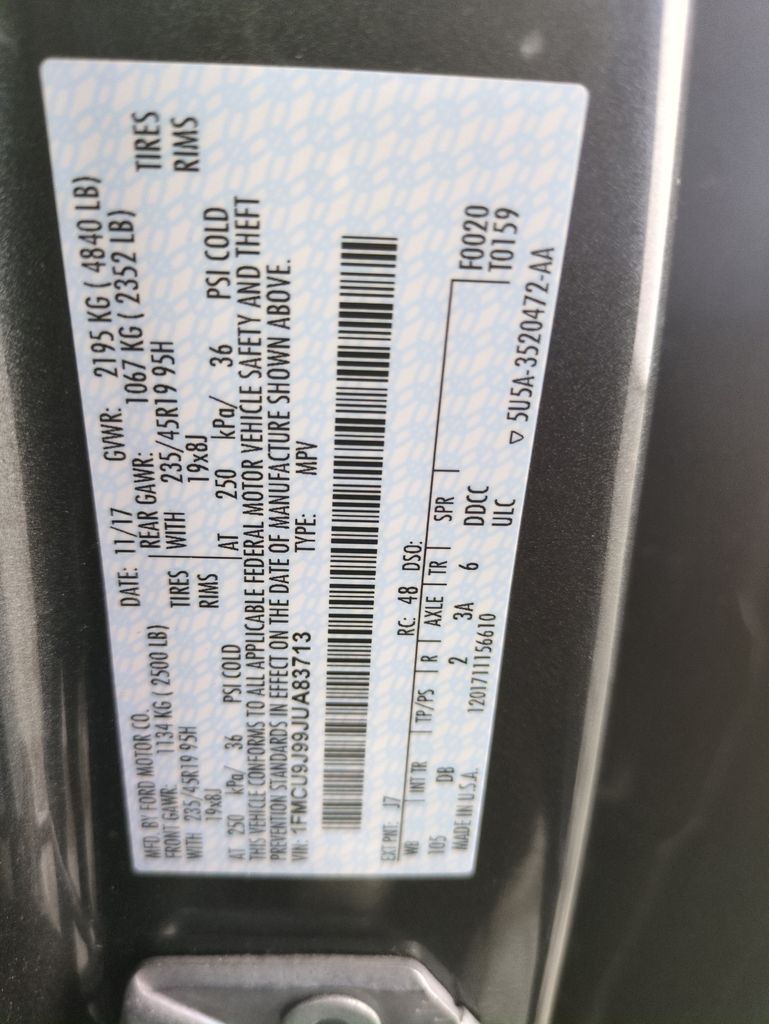 MFD. BY FORD MOTOR CO.
DATE: 11/17 GVWR: 2195 KG ( 4840 LB)
FRONT GAWR: 1134 KG ( 2500 LB)
REAR GAWR: 1067 KG ( 2352 LB)
WITH 235/45R19 95H TIRES
19x8J RIMS
AT 250 kPa/ 36 PSI COLD
WITH 235/45R19 95H TIRES
19x8J RIMS
AT 250 kPa/ 36 PSI COLD
THIS VEHICLE CONFORMS TO ALL APPLICABLE FEDERAL MOTOR VEHICLE SAFETY AND THEFT
PREVENTION STANDARDS IN EFFECT ON THE DATE OF MANUFACTURE SHOWN ABOVE.
VIN: 1FMCU9J99JUA83713 TYPE: MPV
EXT PNT: J7 RC: 48 DSO:
WB INT TR TP/PS R AXLE TR SPR
105 DB 2 3A 6 DDCC
F0020
T0159
MADE IN U.S.A. 1201711156610 ULC
▽ 5U5A-3520472-AA